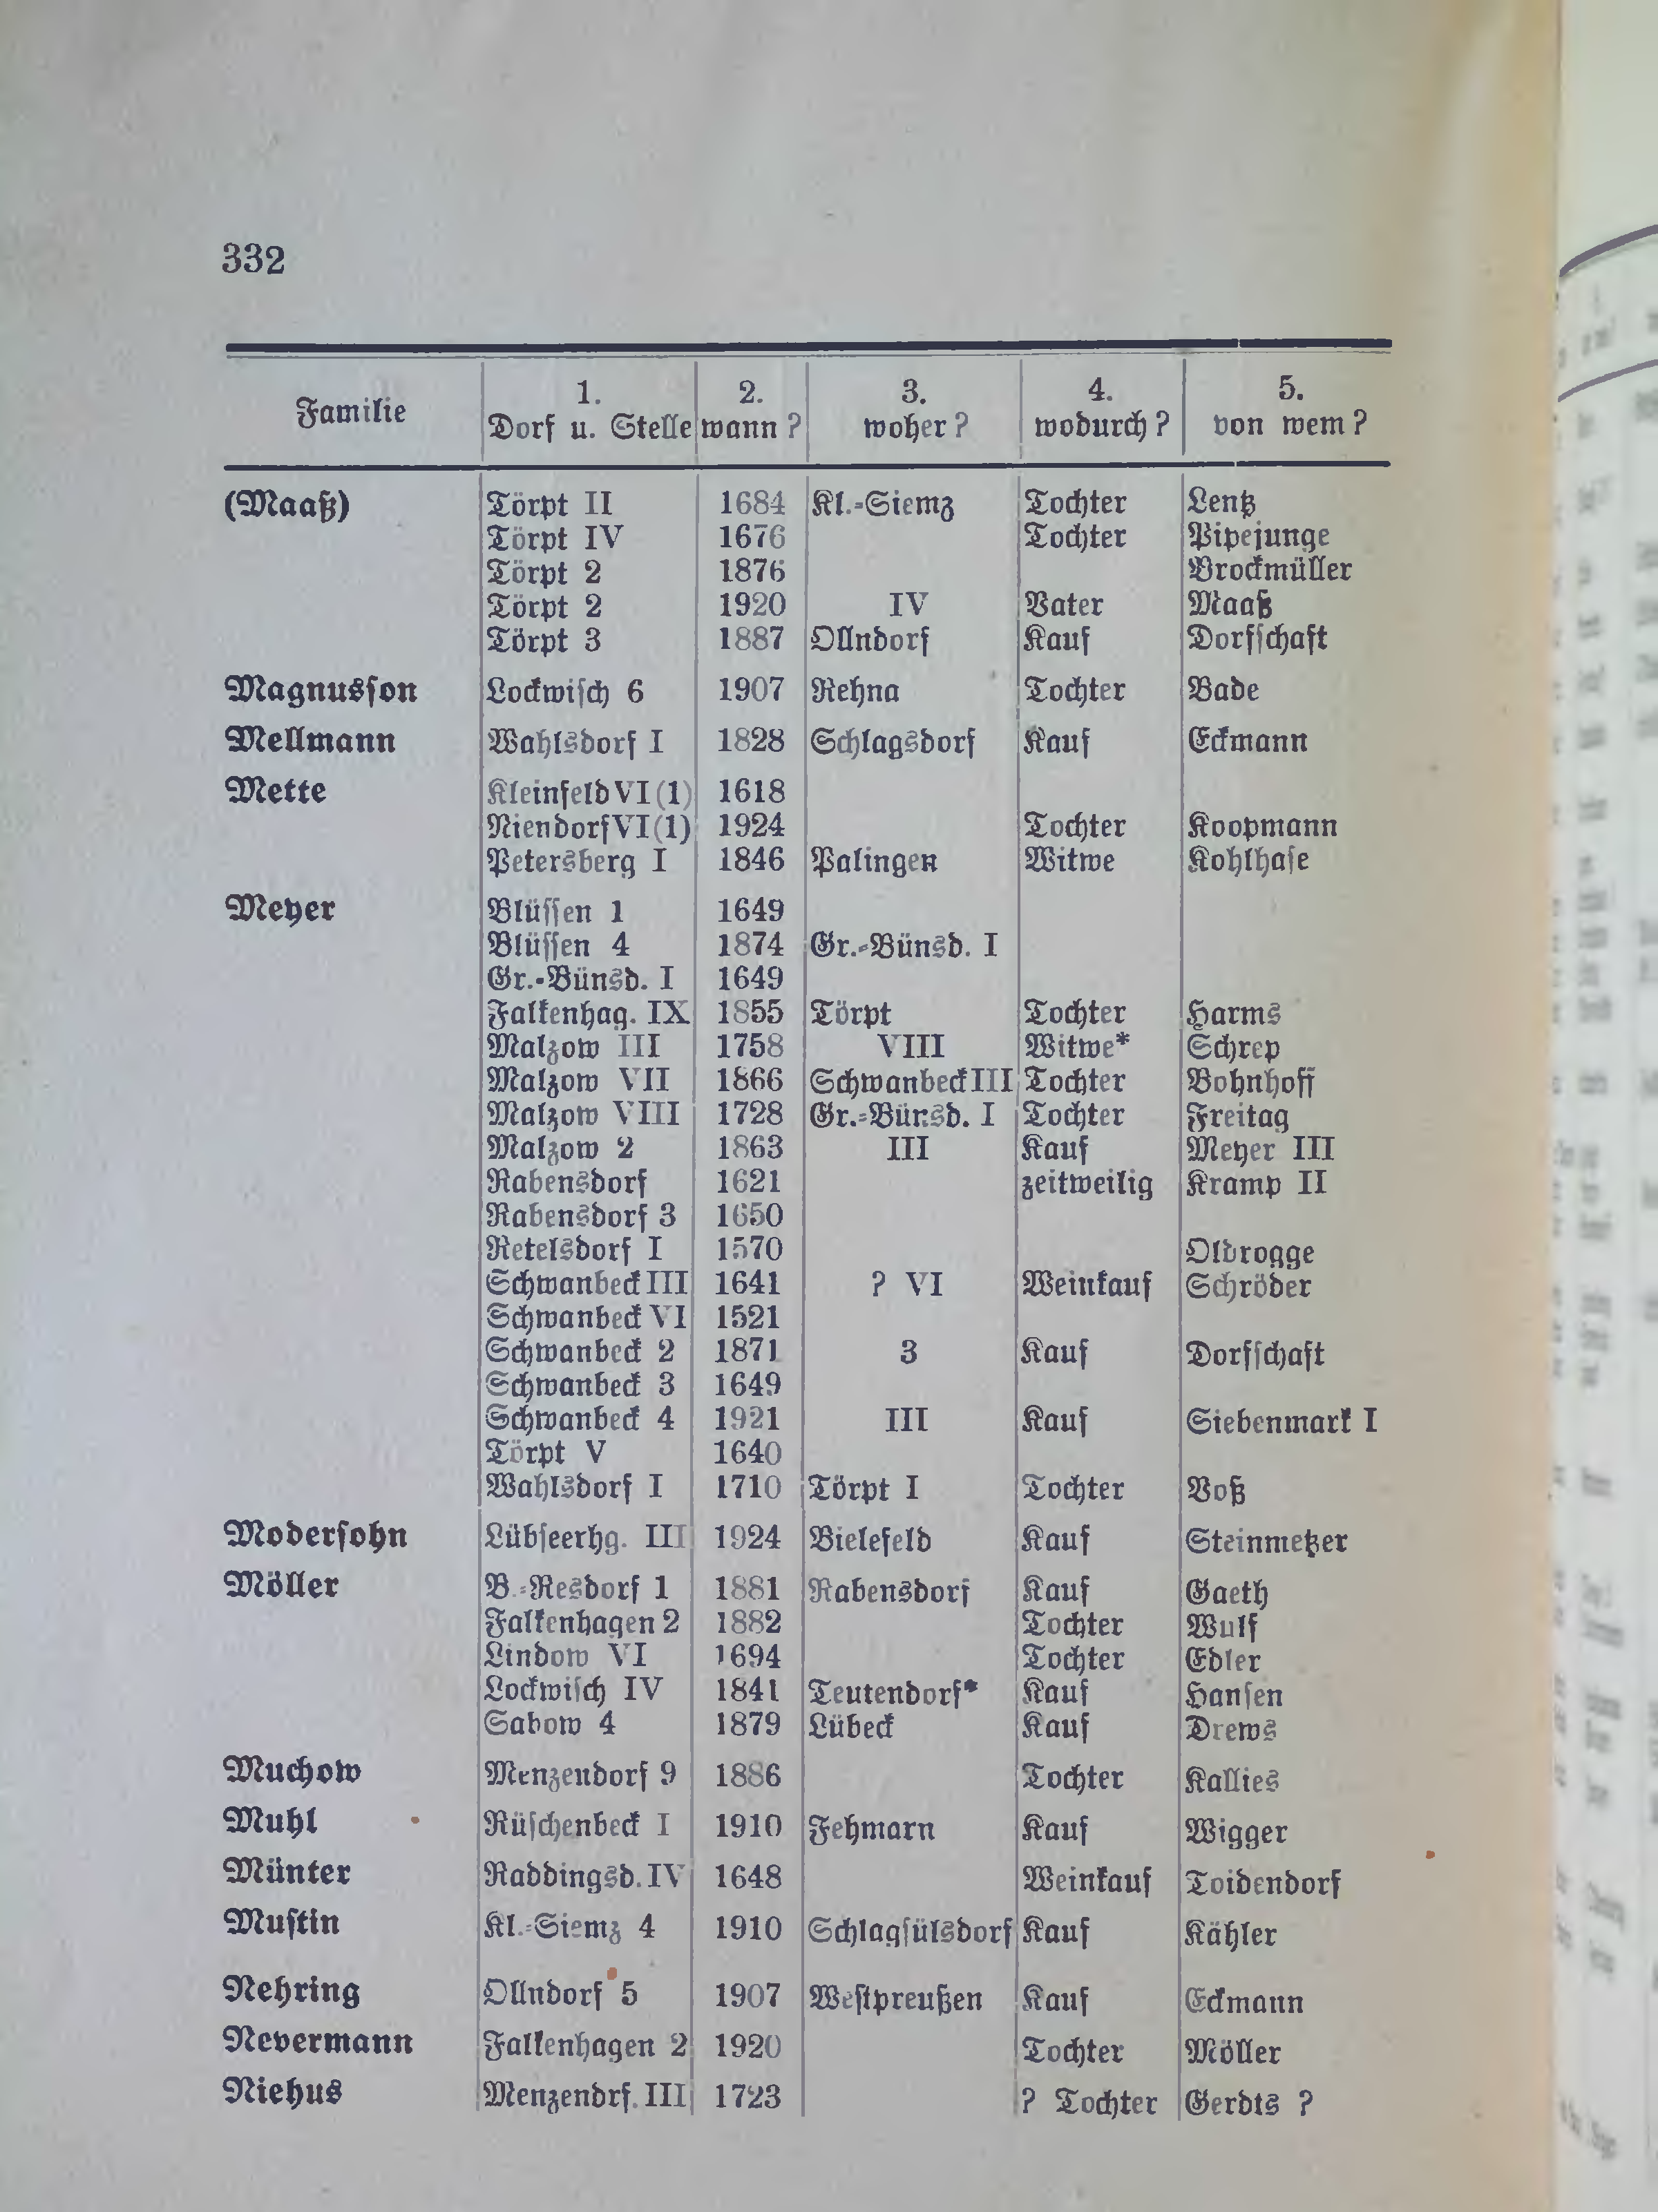 332
Familie 1. Dorf u. Stelle 2. wann? 3. woher? 4. wodurch? 5. von wem?
(Maaß) Törpt II 1684 Kl.-Siemz Tochter Lentz
Törpt IV 1676 Tochter Pipejunge
Törpt 2 1876 Brockmüller
Törpt 2 1920 IV Vater Maaß
Törpt 3 1887 Ollndorf Kauf Dorfschaft
Magnusson Lockwisch 6 1907 Rehna Tochter Bade
Mellmann Wahlsdorf I 1828 Schlagsdorf Kauf Eckmann
Mette Kleinfeld VI (1) 1618
Niendorf VI (1) 1924 Tochter Koopmann
Petersberg I 1846 Palingen Witwe Kohlhase
Meyer Blüssen 1 1649
Blüssen 4 1874 Gr.-Bünsd. I
Gr.-Bünsd. I 1649
Falkenhag. IX 1855 Törpt Tochter Harms
Malzow III 1758 VIII Witwe* Schrep
Malzow VII 1866 Schwanbeck III Tochter Bohnhoff
Malzow VIII 1728 Gr.-Bünsd. I Tochter Freitag
Malzow 2 1863 III Kauf Meyer III
Rabensdorf 1621 zeitweilig Kramp II
Rabensdorf 3 1650
Retelsdorf I 1570 Oldrogge
Schwanbeck III 1641 ? VI Weinkauf Schröder
Schwanbeck VI 1521
Schwanbeck 2 1871 3 Kauf Dorfschaft
Schwanbeck 3 1649
Schwanbeck 4 1921 III Kauf Siebenmark I
Törpt V 1640
Wahlsdorf I 1710 Törpt I Tochter Voß
Modersohn Lübseerhg. III 1924 Bielefeld Kauf Steinmetzer
Möller B.-Resdorf 1 1881 Rabensdorf Kauf Gaeth
Falkenhagen 2 1882 Tochter Wulf
Lindow VI 1694 Tochter Edler
Lockwisch IV 1841 Teutendorf* Kauf Hansen
Sabow 4 1879 Lübeck Kauf Drews
Muchow Menzendorf 9 1886 Tochter Kallies
Muhl Rüschenbeck I 1910 Fehmarn Kauf Wigger
Münter Raddingsd. IV 1648 Weinkauf Toidendorf
Mustin Kl.-Siemz 4 1910 Schlagsülsdorf Kauf Kähler
Nehring Ollndorf 5 1907 Westpreußen Kauf Eckmann
Nevermann Falkenhagen 2 1920 Tochter Möller
Niehus Menzendrf. III 1723 ? Tochter Gerdts ?